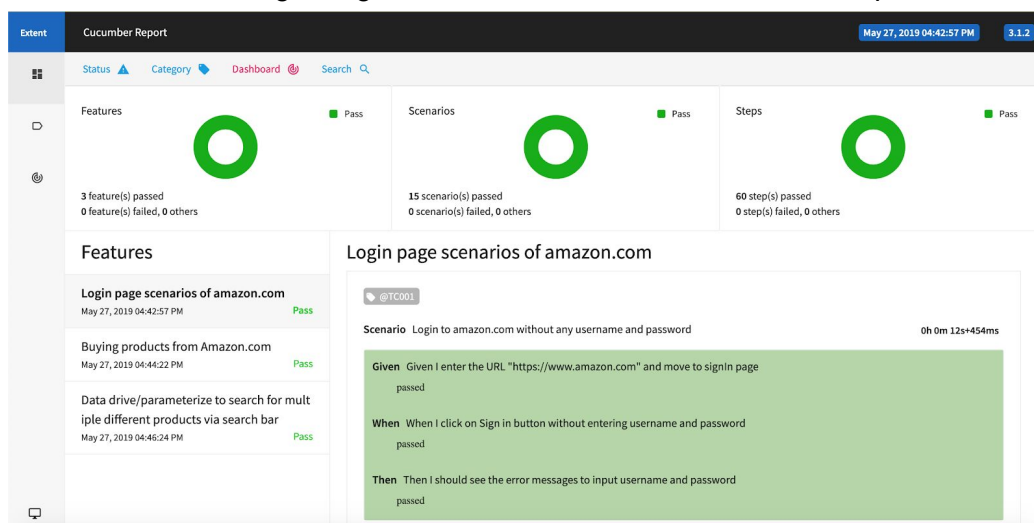 Extent
Cucumber Report
May 27, 2019 04:42:57 PM
3.1.2
Status
Category
Dashboard
Search
Features
Pass
3 feature(s) passed
0 feature(s) failed, 0 others
Scenarios
Pass
15 scenario(s) passed
0 scenario(s) failed, 0 others
Steps
Pass
60 step(s) passed
0 step(s) failed, 0 others
Features
Login page scenarios of amazon.com
May 27, 2019 04:42:57 PM
Pass
Buying products from Amazon.com
May 27, 2019 04:44:22 PM
Pass
Data drive/parameterize to search for mult
iple different products via search bar
May 27, 2019 04:46:24 PM
Pass
Login page scenarios of amazon.com
@TC001
Scenario Login to amazon.com without any username and password
0h 0m 12s+454ms
Given Given I enter the URL "https://www.amazon.com" and move to signIn page
passed
When When I click on Sign in button without entering username and password
passed
Then Then I should see the error messages to input username and password
passed